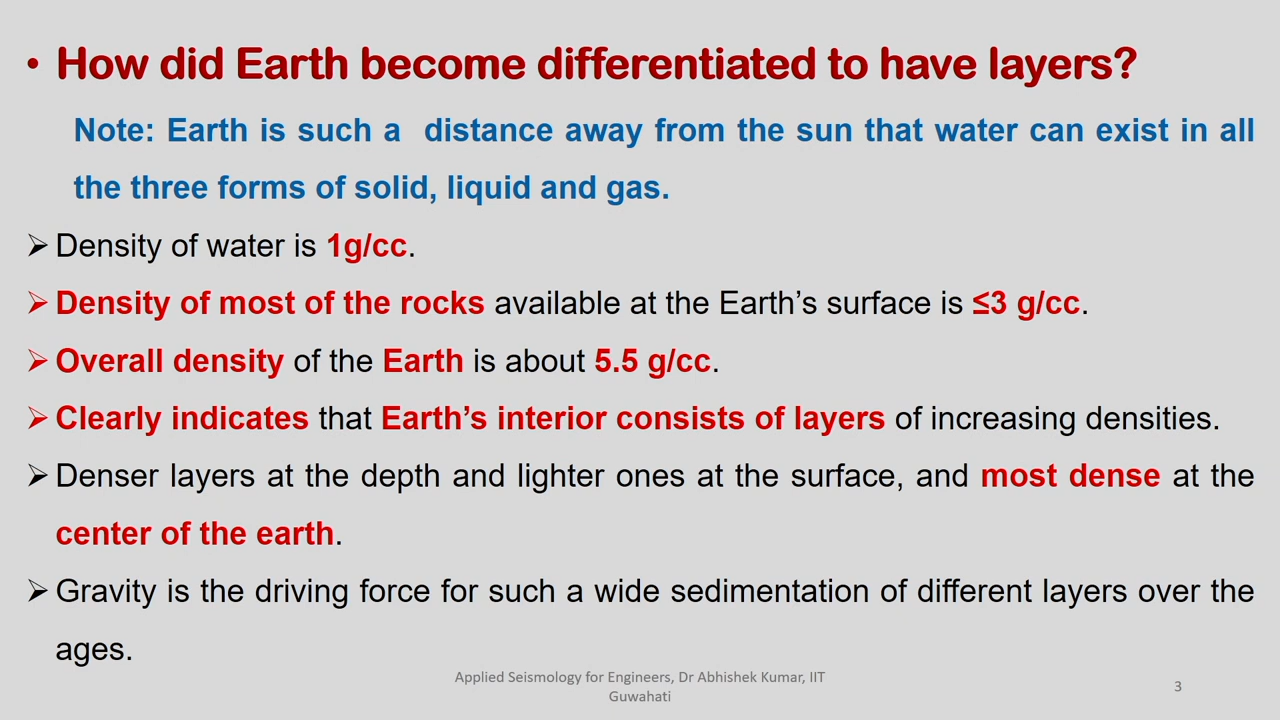 • How did Earth become differentiated to have layers?
Note: Earth is such a distance away from the sun that water can exist in all
the three forms of solid, liquid and gas.
➢ Density of water is 1g/cc.
➢ Density of most of the rocks available at the Earth’s surface is ≤3 g/cc.
➢ Overall density of the Earth is about 5.5 g/cc.
➢ Clearly indicates that Earth’s interior consists of layers of increasing densities.
➢ Denser layers at the depth and lighter ones at the surface, and most dense at the
center of the earth.
➢ Gravity is the driving force for such a wide sedimentation of different layers over the
ages.
Applied Seismology for Engineers, Dr Abhishek Kumar, IIT
Guwahati
3